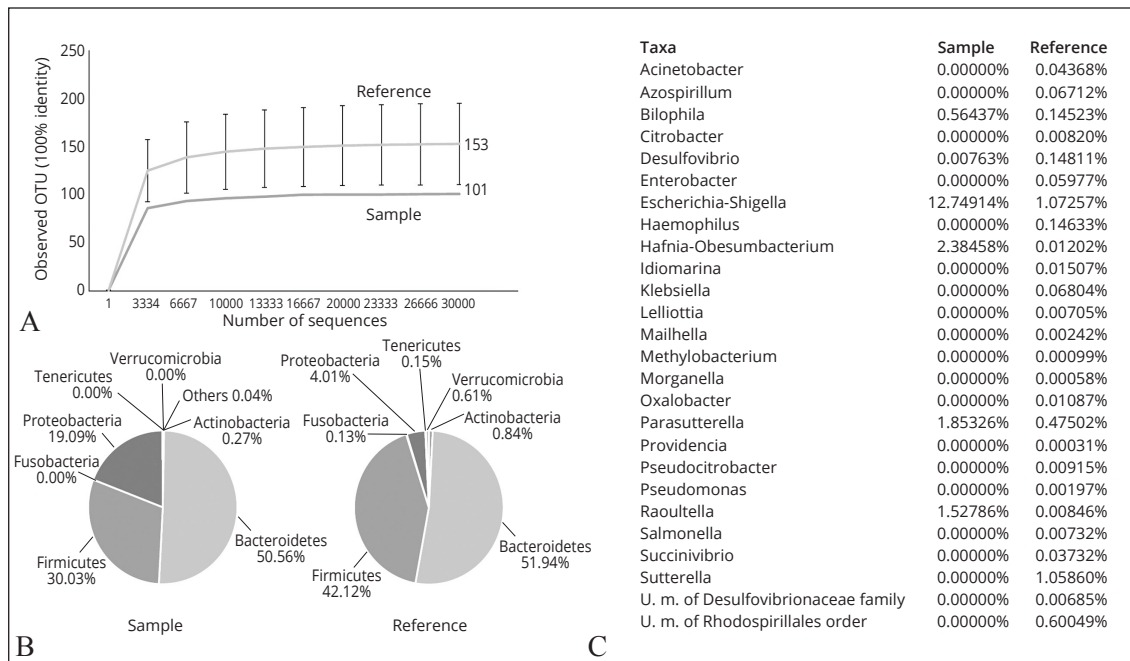 250
200
150
100
50
0
Observed OTU (100% identity)
Reference
153
101
Sample
1 3334 6667 10000 13333 16667 20000 23333 26666 30000
Number of sequences
A
Verrucomicrobia
0.00%
Tenericutes
0.00%
Others 0.04%
Proteobacteria
19.09%
Actinobacteria
0.27%
Fusobacteria
0.00%
Firmicutes
30.03%
Bacteroidetes
50.56%
Sample
Tenericutes
0.15%
Proteobacteria
4.01%
Verrucomicrobia
0.61%
Fusobacteria
0.13%
Actinobacteria
0.84%
Firmicutes
42.12%
Bacteroidetes
51.94%
Reference
B
Taxa Sample Reference
Acinetobacter 0.00000% 0.04368%
Azospirillum 0.00000% 0.06712%
Bilophila 0.56437% 0.14523%
Citrobacter 0.00000% 0.00820%
Desulfovibrio 0.00763% 0.14811%
Enterobacter 0.00000% 0.05977%
Escherichia-Shigella 12.74914% 1.07257%
Haemophilus 0.00000% 0.14633%
Hafnia-Obesumbacterium 2.38458% 0.01202%
Idiomarina 0.00000% 0.01507%
Klebsiella 0.00000% 0.06804%
Lelliottia 0.00000% 0.00705%
Mailhella 0.00000% 0.00242%
Methylobacterium 0.00000% 0.00099%
Morganella 0.00000% 0.00058%
Oxalobacter 0.00000% 0.01087%
Parasutterella 1.85326% 0.47502%
Providencia 0.00000% 0.00031%
Pseudocitrobacter 0.00000% 0.00915%
Pseudomonas 0.00000% 0.00197%
Raoultella 1.52786% 0.00846%
Salmonella 0.00000% 0.00732%
Succinivibrio 0.00000% 0.03732%
Sutterella 0.00000% 1.05860%
U. m. of Desulfovibrionaceae family 0.00000% 0.00685%
U. m. of Rhodospirillales order 0.00000% 0.60049%
C